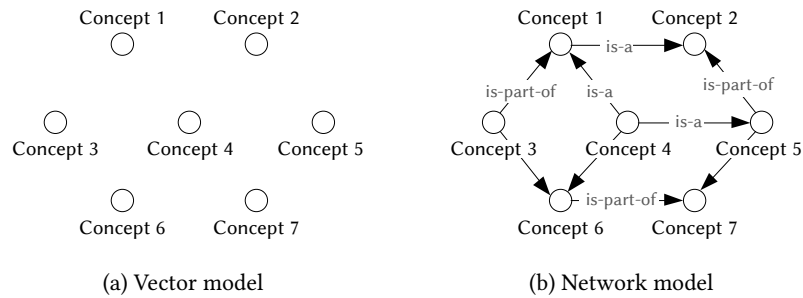 Concept 1
Concept 2
Concept 3
Concept 4
Concept 5
Concept 6
Concept 7
(a) Vector model
Concept 1
Concept 2
is-a
is-part-of
is-a
is-part-of
is-a
Concept 3
Concept 4
Concept 5
is-part-of
Concept 6
Concept 7
(b) Network model